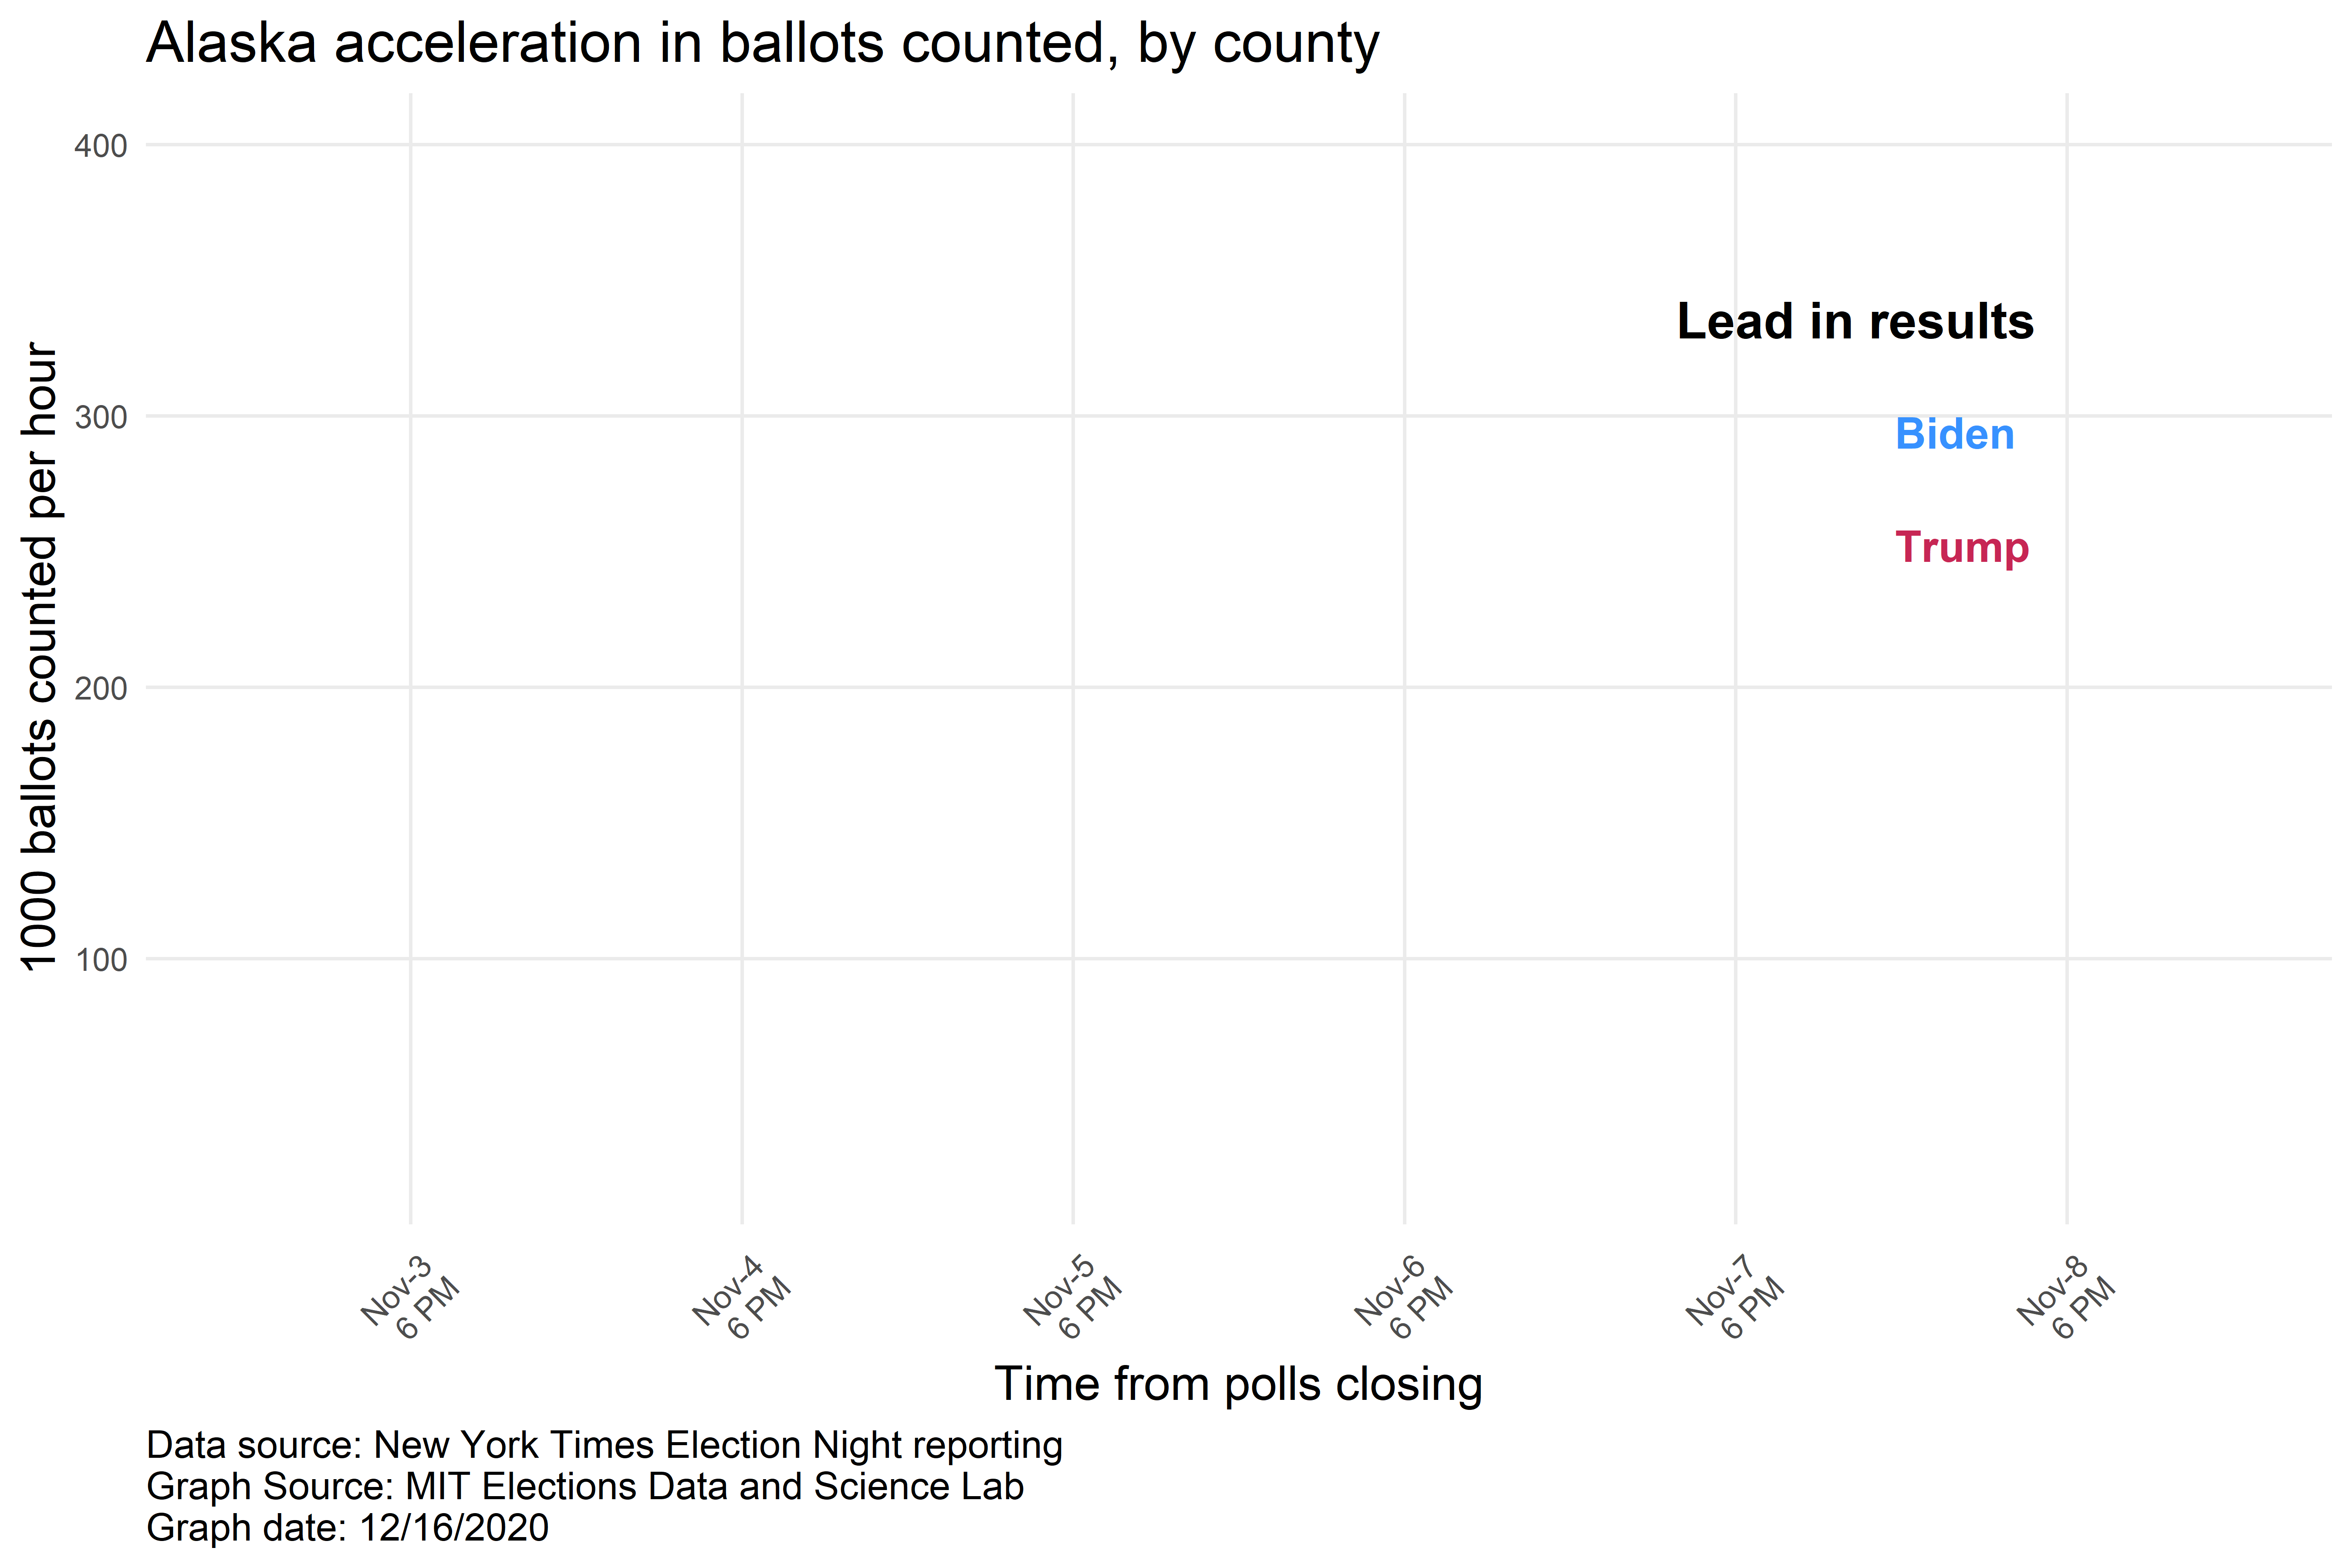 Alaska acceleration in ballots counted, by county
1000 ballots counted per hour
400
300
200
100
Lead in results
Biden
Trump
Nov-3
6 PM
Nov-4
6 PM
Nov-5
6 PM
Nov-6
6 PM
Nov-7
6 PM
Nov-8
6 PM
Time from polls closing
Data source: New York Times Election Night reporting
Graph Source: MIT Elections Data and Science Lab
Graph date: 12/16/2020